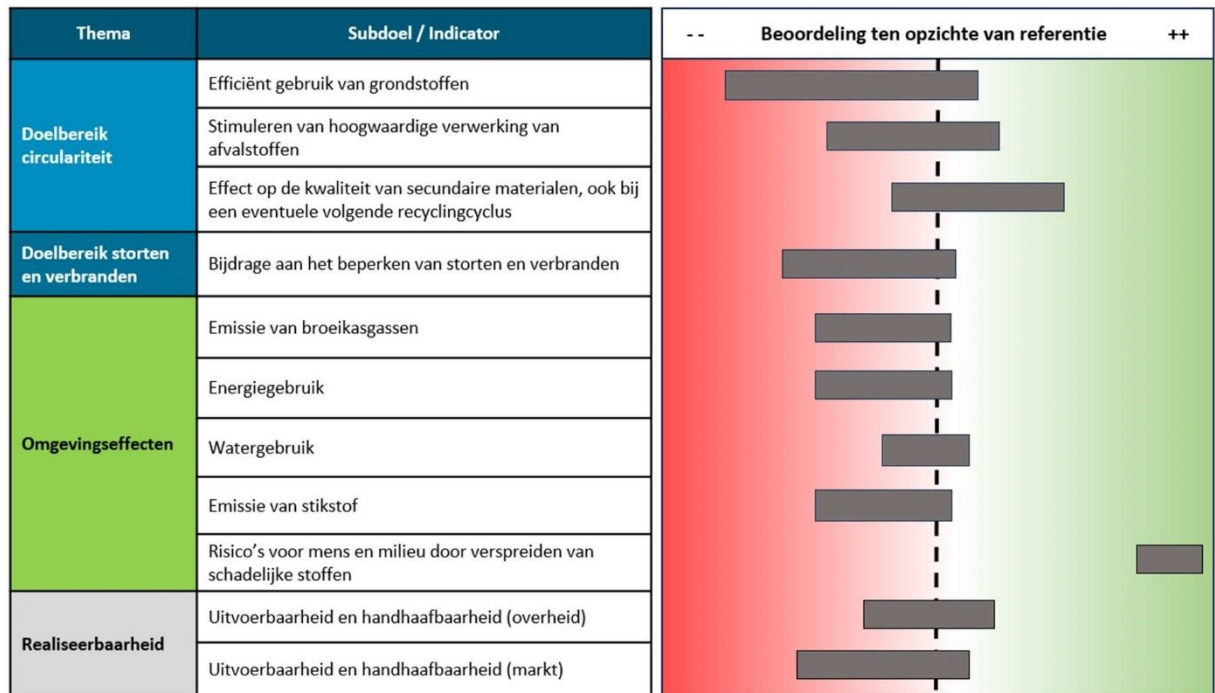 Thema
Subdoel / Indicator
- -
Beoordeling ten opzichte van referentie
++
Doelbereik
circulariteit
Efficiënt gebruik van grondstoffen
Stimuleren van hoogwaardige verwerking van
afvalstoffen
Effect op de kwaliteit van secundaire materialen, ook bij
een eventuele volgende recyclingcyclus
Doelbereik storten
en verbranden
Bijdrage aan het beperken van storten en verbranden
Omgevingseffecten
Emissie van broeikasgassen
Energiegebruik
Watergebruik
Emissie van stikstof
Risico’s voor mens en milieu door verspreiden van
schadelijke stoffen
Realiseerbaarheid
Uitvoerbaarheid en handhaafbaarheid (overheid)
Uitvoerbaarheid en handhaafbaarheid (markt)